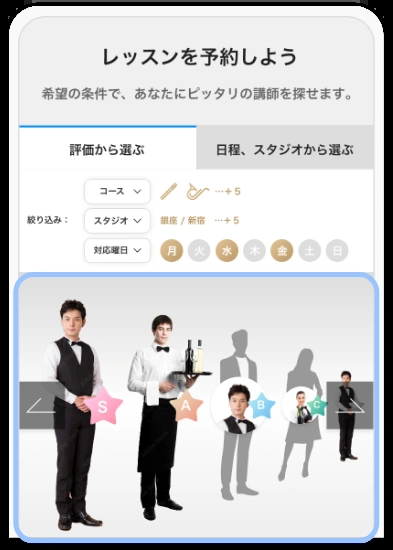 レッスンを予約しよう
希望の条件で、あなたにピッタリの講師を探せます。
評価から選ぶ 日程、スタジオから選ぶ
コース …＋５
絞り込み： スタジオ 銀座 / 新宿 …＋５
対応曜日 月 火 水 木 金 土 日
S A B C